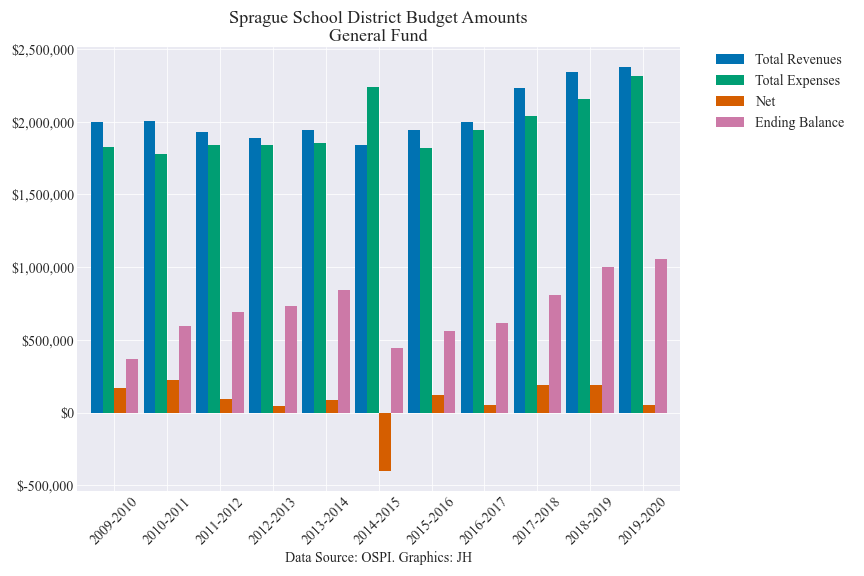 Sprague School District Budget Amounts
General Fund
$2,500,000
$2,000,000
$1,500,000
$1,000,000
$500,000
$0
$-500,000
2009-2010
2010-2011
2011-2012
2012-2013
2013-2014
2014-2015
2015-2016
2016-2017
2017-2018
2018-2019
2019-2020
Data Source: OSPI. Graphics: JH
Total Revenues
Total Expenses
Net
Ending Balance